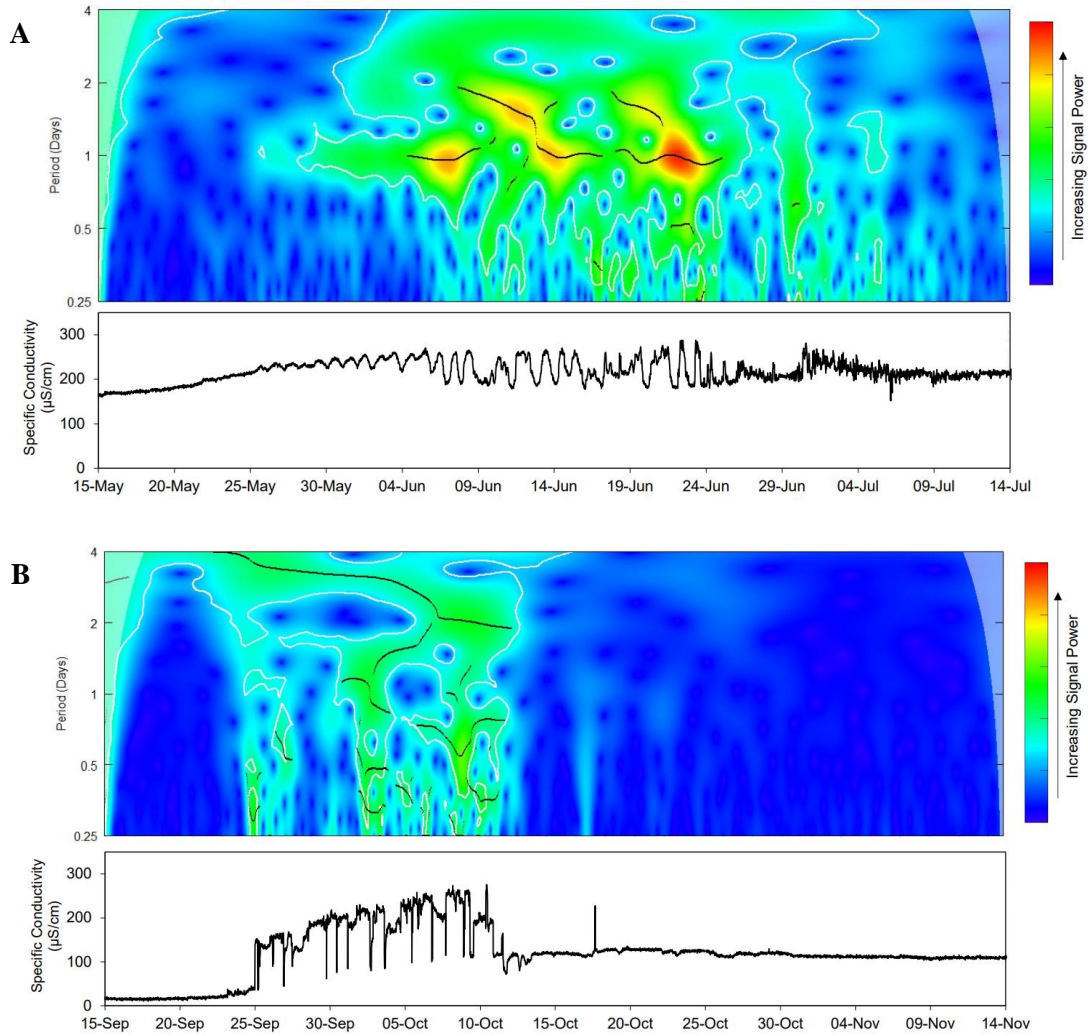 A
4
2
1
0.5
0.25
Period (Days)
Increasing Signal Power
300
200
100
0
Specific Conductivity
(µS/cm)
15-May 20-May 25-May 30-May 04-Jun 09-Jun 14-Jun 19-Jun 24-Jun 29-Jun 04-Jul 09-Jul 14-Jul
B
4
2
1
0.5
0.25
Period (Days)
Increasing Signal Power
300
200
100
0
Specific Conductivity
(µS/cm)
15-Sep 20-Sep 25-Sep 30-Sep 05-Oct 10-Oct 15-Oct 20-Oct 25-Oct 30-Oct 04-Nov 09-Nov 14-Nov